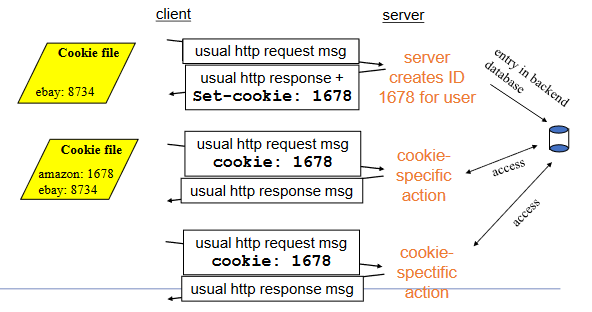 client
server
Cookie file
ebay: 8734
usual http request msg
usual http response +
Set-cookie: 1678
server
creates ID
1678 for user
entry in backend
database
Cookie file
amazon: 1678
ebay: 8734
usual http request msg
cookie: 1678
usual http response msg
cookie-
specific
action
access
access
usual http request msg
cookie: 1678
usual http response msg
cookie-
spectific
action